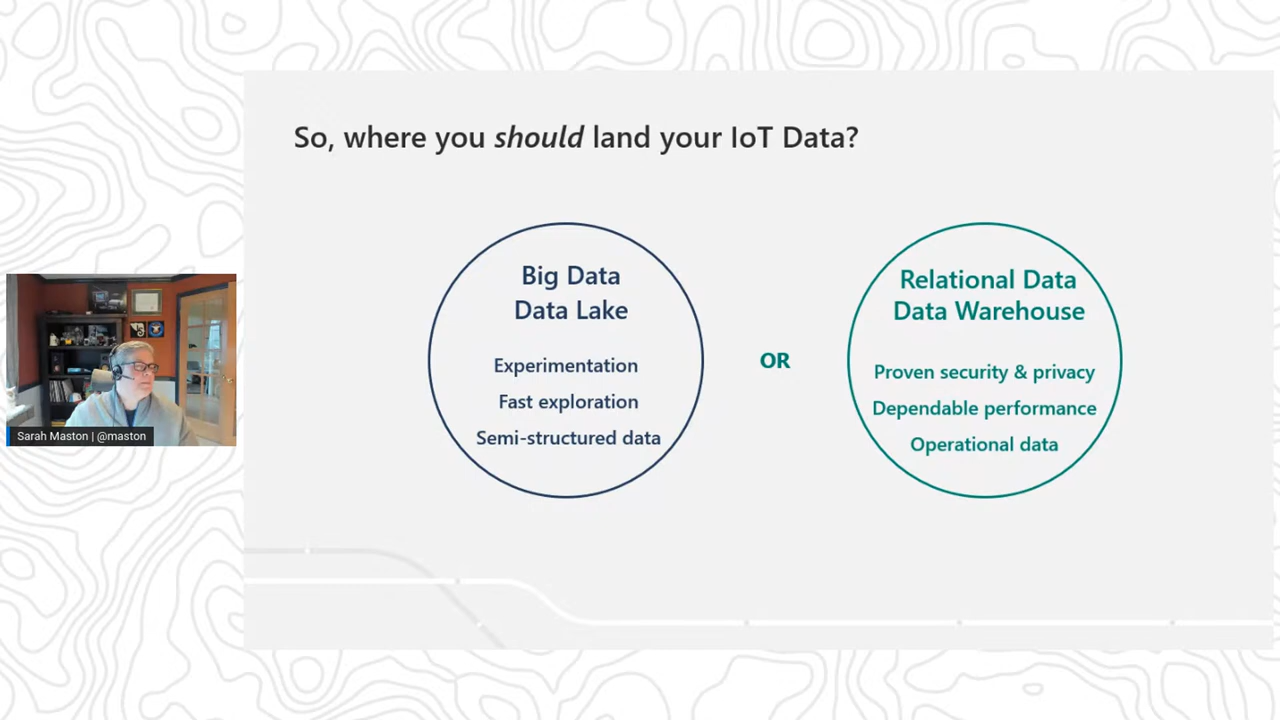 So, where you should land your IoT Data?
Big Data
Data Lake
Experimentation
Fast exploration
Semi-structured data
OR
Relational Data
Data Warehouse
Proven security & privacy
Dependable performance
Operational data
Sarah Maston | @maston